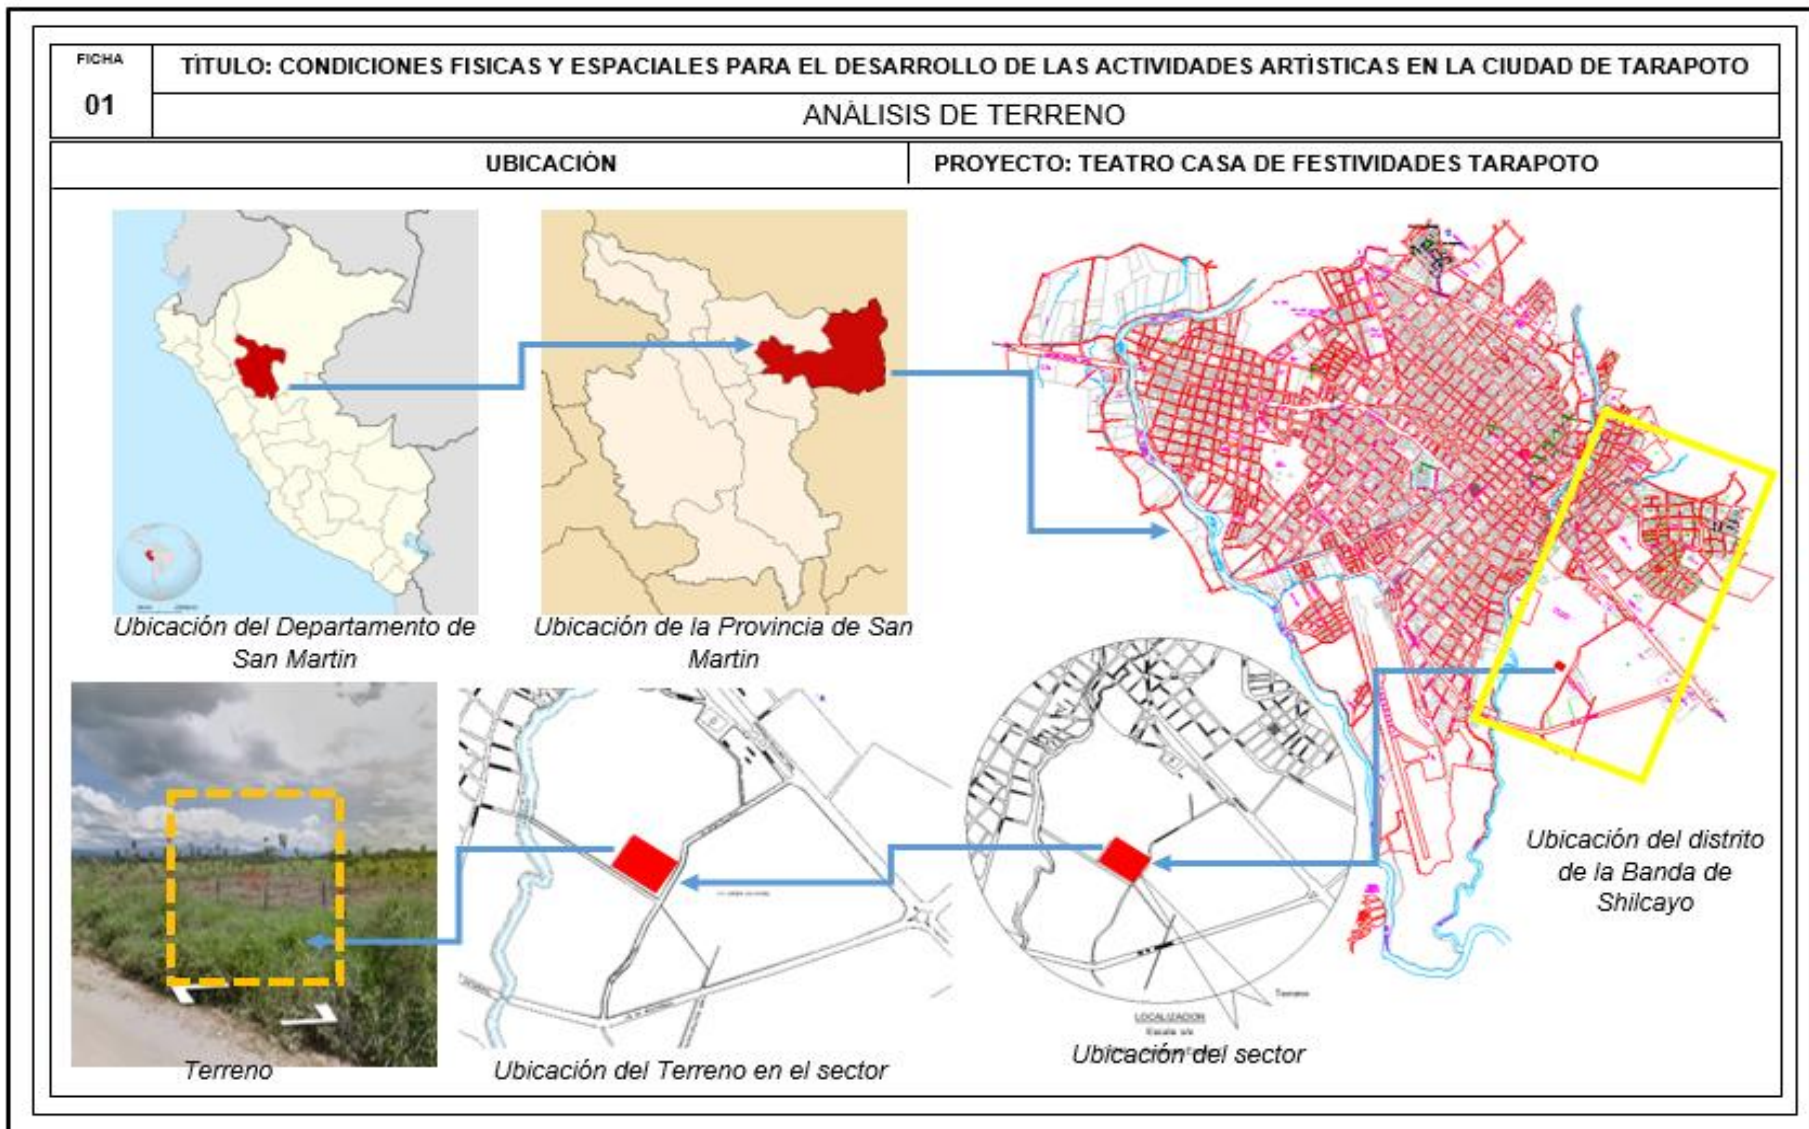 FICHA
01
TÍTULO: CONDICIONES FISICAS Y ESPACIALES PARA EL DESARROLLO DE LAS ACTIVIDADES ARTÌSTICAS EN LA CIUDAD DE TARAPOTO
ANÁLISIS DE TERRENO
UBICACIÓN
PROYECTO: TEATRO CASA DE FESTIVIDADES TARAPOTO
Ubicación del Departamento de
San Martin
Ubicación de la Provincia de San
Martin
Ubicación del distrito
de la Banda de
Shilcayo
Terreno
LOCALIZACION
Escala s/e
Terreno
Ubicación del Terreno en el sector
Ubicación del sector